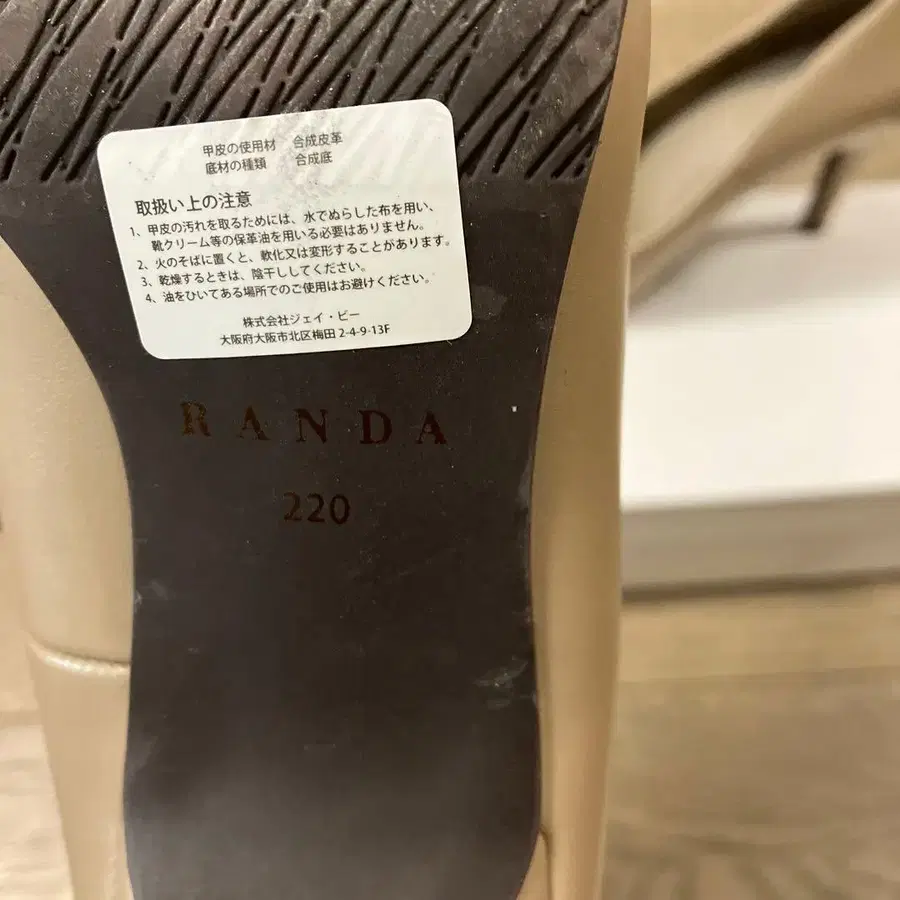 甲皮の使用材　合成皮革
底材の種類　合成底
取扱い上の注意
1、甲皮の汚れを取るためには、水でぬらした布を用い、
靴クリーム等の保革油を用いる必要はありません。
2、火のそばに置くと、軟化又は変形することがあります。
3、乾燥するときは、陰干ししてください。
4、油をひいてある場所でのご使用はお避けください。
株式会社ジェイ・ビー
大阪府大阪市北区梅田 2-4-9-13F
RANDA
220